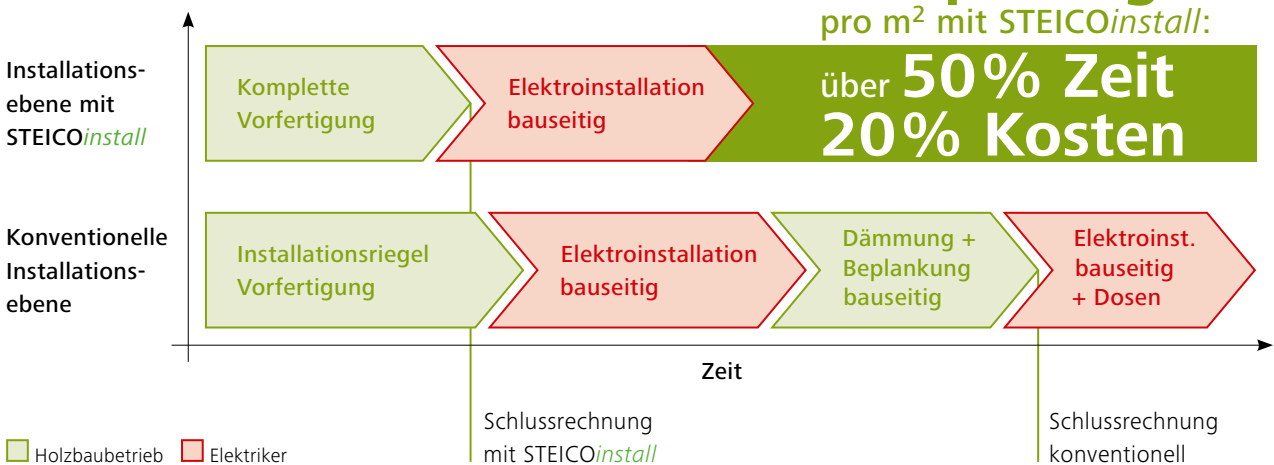 pro m² mit STEICOinstall:
über 50% Zeit
20% Kosten
Installations-
ebene mit
STEICOinstall
Komplette
Vorfertigung
Elektroinstallation
bauseitig
Konventionelle
Installations-
ebene
Installationsriegel
Vorfertigung
Elektroinstallation
bauseitig
Dämmung +
Beplankung
bauseitig
Elektroinst.
bauseitig
+ Dosen
Zeit
Schlussrechnung
mit STEICOinstall
Schlussrechnung
konventionell
Holzbaubetrieb
Elektriker